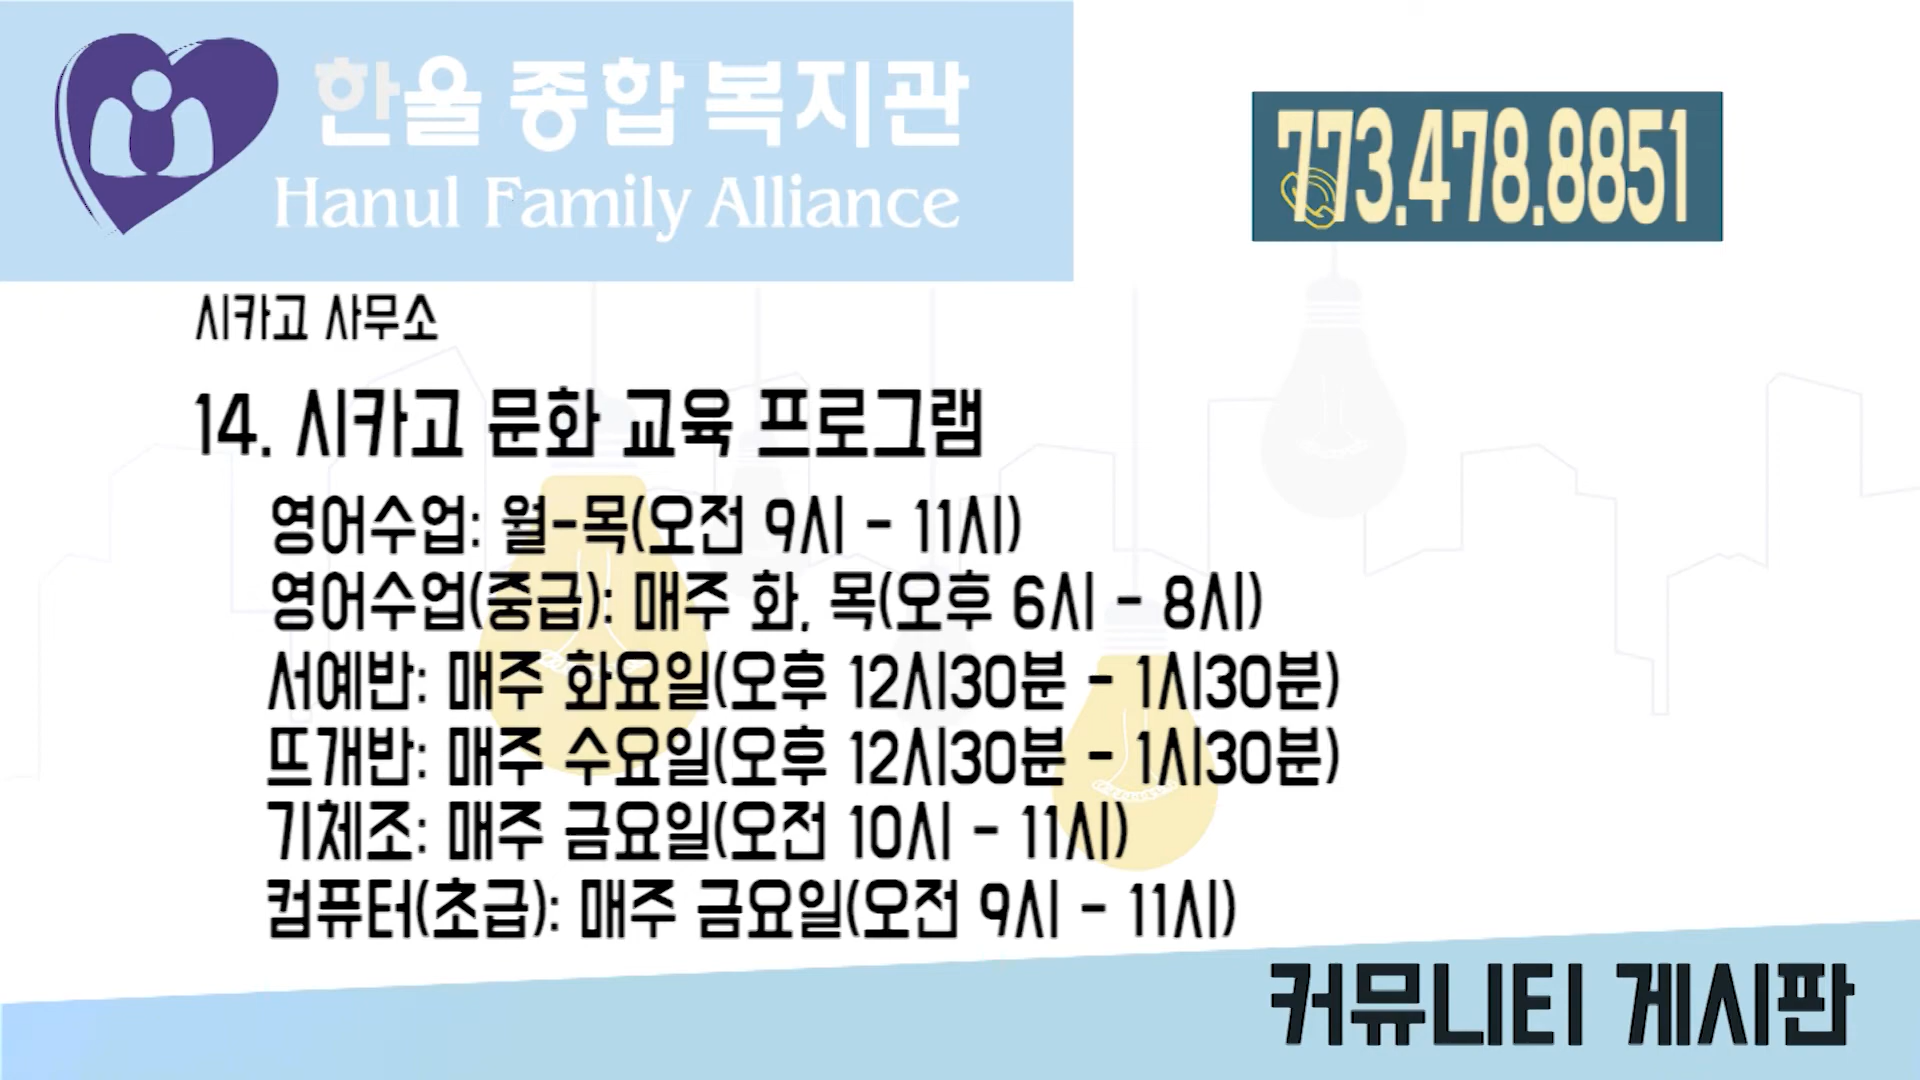 한울 종합 복지관
Hanul Family Alliance
773.478.8851
시카고 사무소
14. 시카고 문화 교육 프로그램
영어수업: 월-목(오전 9시 - 11시)
영어수업(중급): 매주 화, 목(오후 6시 - 8시)
서예반: 매주 화요일(오후 12시30분 - 1시30분)
뜨개반: 매주 수요일(오후 12시30분 - 1시30분)
기체조: 매주 금요일(오전 10시 - 11시)
컴퓨터(초급): 매주 금요일(오전 9시 - 11시)
커뮤니티 게시판